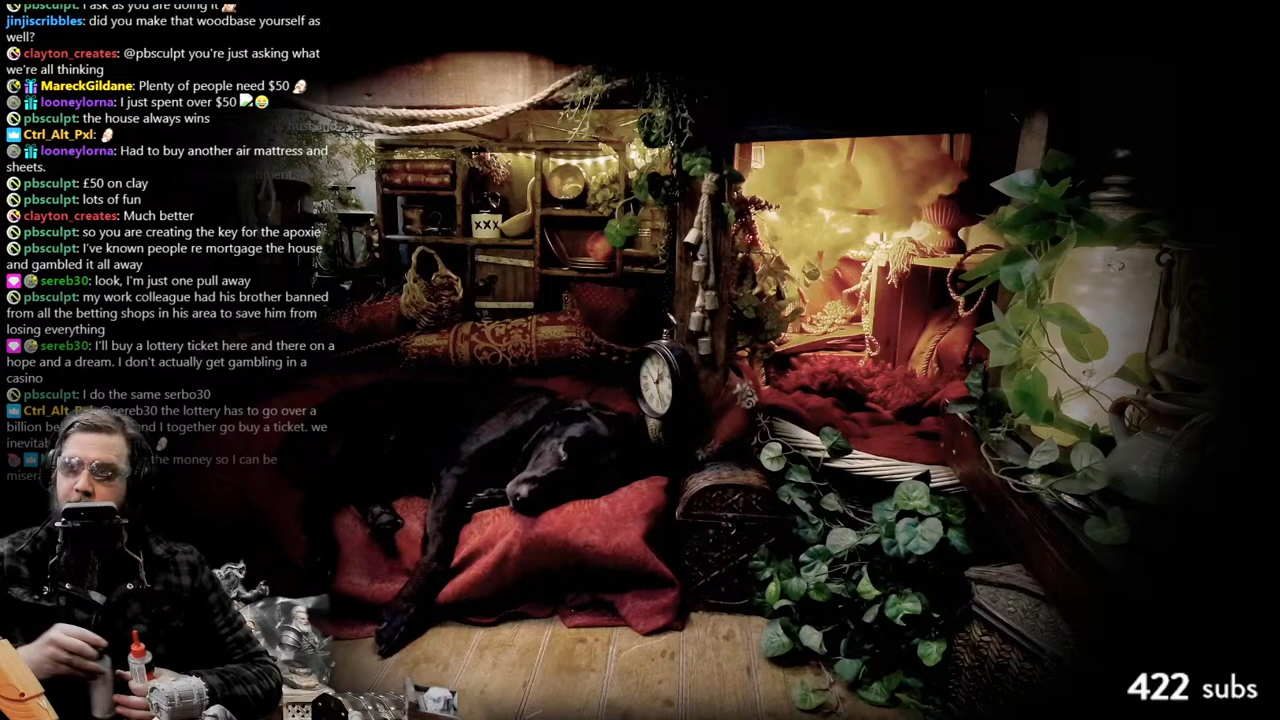 pbsculpt: I ask as you are doing it
jinjiscribbles: did you make that woodbase yourself as
well?
clayton_creates: @pbsculpt you're just asking what
we're all thinking
MareckGildane: Plenty of people need $50
looneylorna: I just spent over $50
pbsculpt: the house always wins
Ctrl_Alt_Pxl:
looneylorna: Had to buy another air mattress and
sheets.
pbsculpt: £50 on clay
pbsculpt: lots of fun
clayton_creates: Much better
pbsculpt: so you are creating the key for the apoxie
pbsculpt: I've known people re mortgage the house
and gambled it all away
sereb30: look, I'm just one pull away
pbsculpt: my work colleague had his brother banned
from all the betting shops in his area to save him from
losing everything
sereb30: I'll buy a lottery ticket here and there on a
hope and a dream. I don't actually get gambling in a
casino
pbsculpt: I do the same serbo30
@sereb30 the lottery has to go over a
billion and I together go buy a ticket. we
the money so I can be
XXX
422 subs